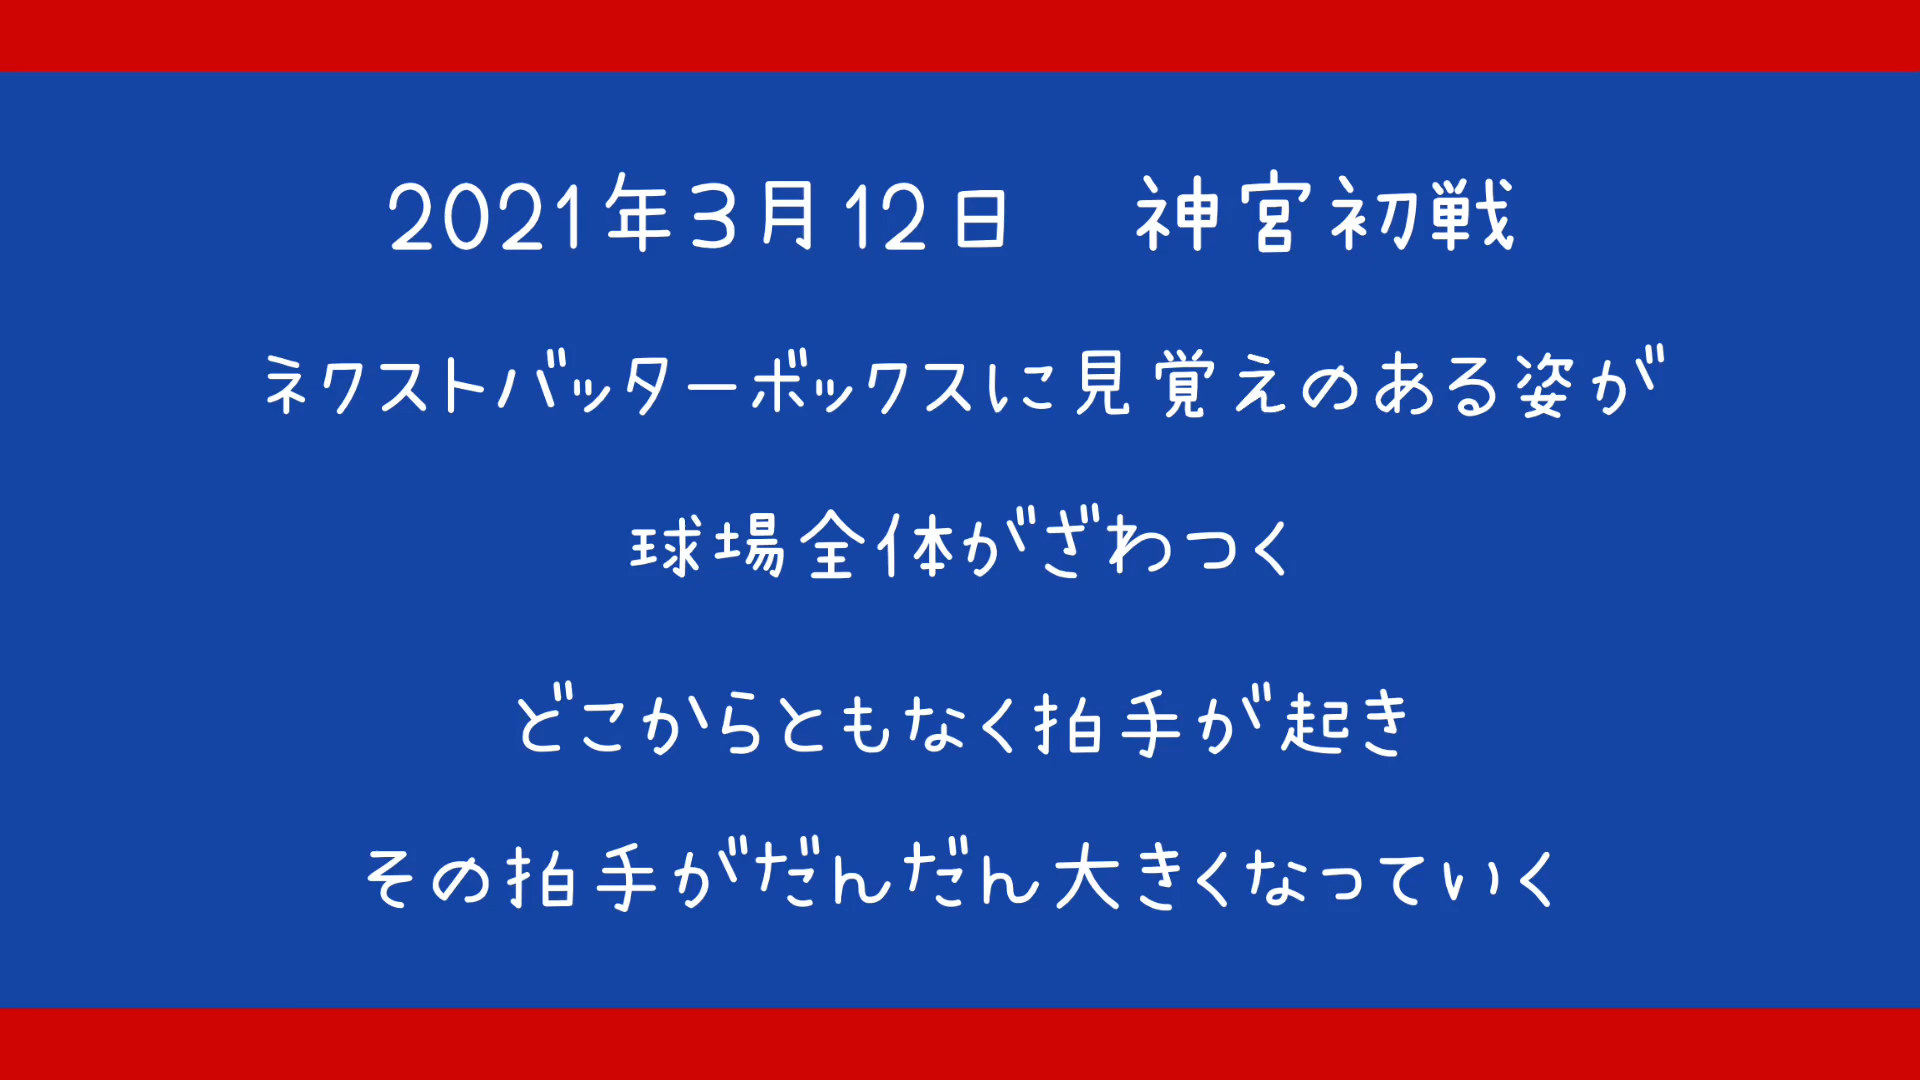 2021年3月12日　神宮初戦
ネクストバッターボックスに見覚えのある姿が
球場全体がざわつく
どこからともなく拍手が起き
その拍手がだんだん大きくなっていく